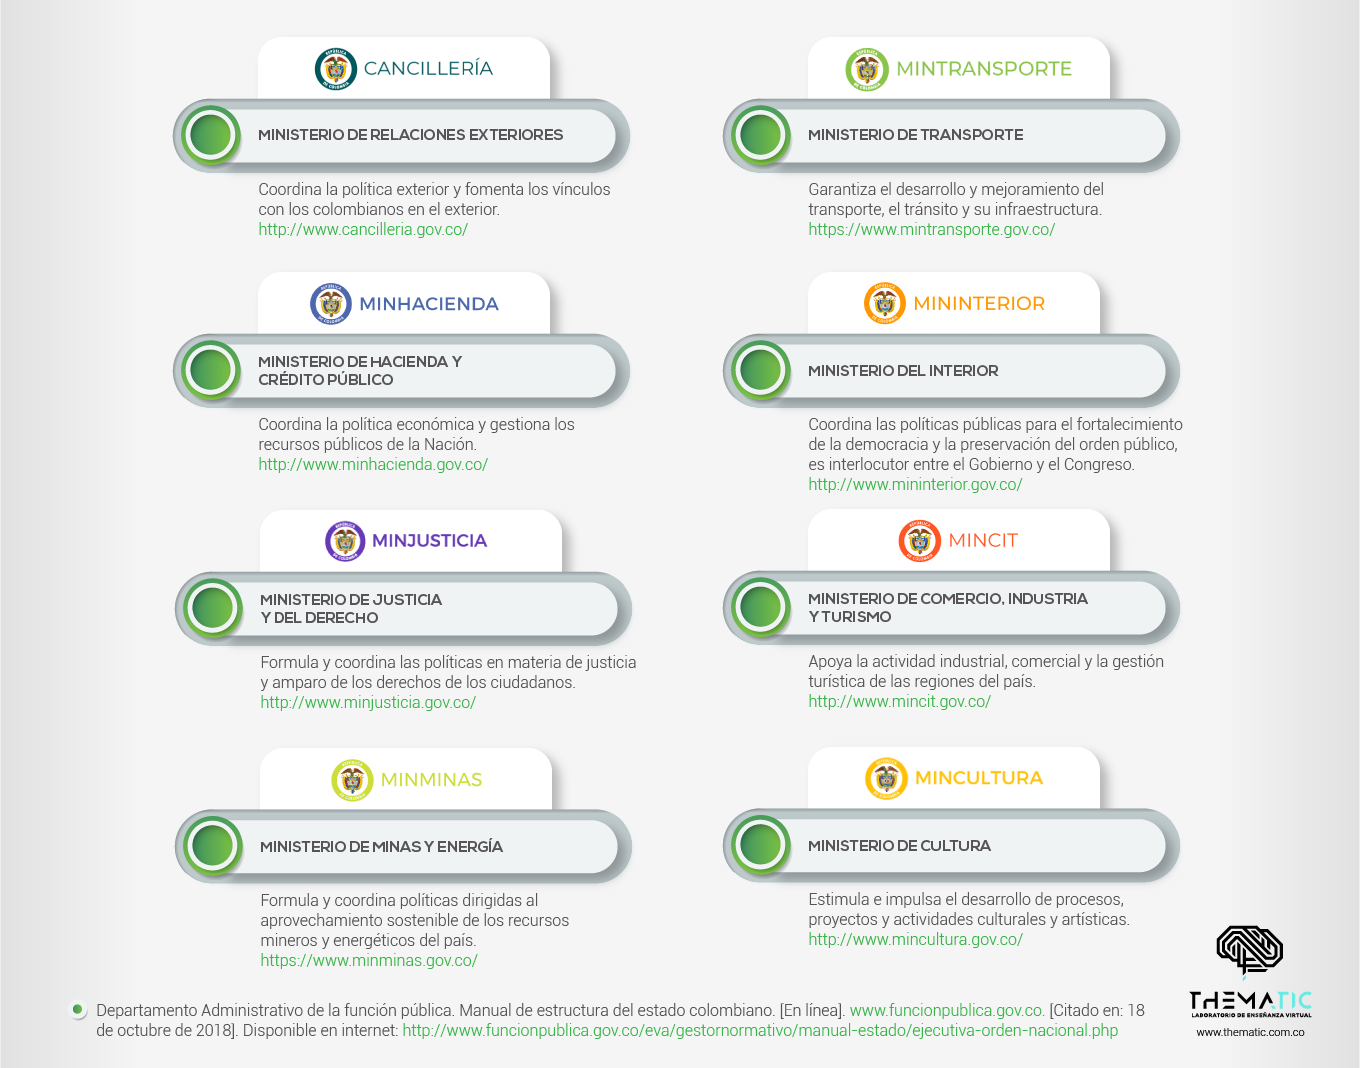 CANCILLERÍA
MINISTERIO DE RELACIONES EXTERIORES
Coordina la política exterior y fomenta los vínculos
con los colombianos en el exterior.
http://www.cancilleria.gov.co/
MINTRANSPORTE
MINISTERIO DE TRANSPORTE
Garantiza el desarrollo y mejoramiento del
transporte, el tránsito y su infraestructura.
https://www.mintransporte.gov.co/
MINHACIENDA
MINISTERIO DE HACIENDA Y
CRÉDITO PÚBLICO
Coordina la política económica y gestiona los
recursos públicos de la Nación.
http://www.minhacienda.gov.co/
MININTERIOR
MINISTERIO DEL INTERIOR
Coordina las políticas públicas para el fortalecimiento
de la democracia y la preservación del orden público,
es interlocutor entre el Gobierno y el Congreso.
http://www.mininterior.gov.co/
MINJUSTICIA
MINISTERIO DE JUSTICIA
Y DEL DERECHO
Formula y coordina las políticas en materia de justicia
y amparo de los derechos de los ciudadanos.
http://www.minjusticia.gov.co/
MINCIT
MINISTERIO DE COMERCIO, INDUSTRIA
Y TURISMO
Apoya la actividad industrial, comercial y la gestión
turística de las regiones del país.
http://www.mincit.gov.co/
MINMINAS
MINISTERIO DE MINAS Y ENERGÍA
Formula y coordina políticas dirigidas al
aprovechamiento sostenible de los recursos
mineros y energéticos del país.
https://www.minminas.gov.co/
MINCULTURA
MINISTERIO DE CULTURA
Estimula e impulsa el desarrollo de procesos,
proyectos y actividades culturales y artísticas.
http://www.mincultura.gov.co/
Departamento Administrativo de la función pública. Manual de estructura del estado colombiano. [En línea]. www.funcionpublica.gov.co. [Citado en: 18
de octubre de 2018]. Disponible en internet: http://www.funcionpublica.gov.co/eva/gestornormativo/manual-estado/ejecutiva-orden-nacional.php
THEMATIC
LABORATORIO DE ENSEÑANZA VIRTUAL
www.thematic.com.co